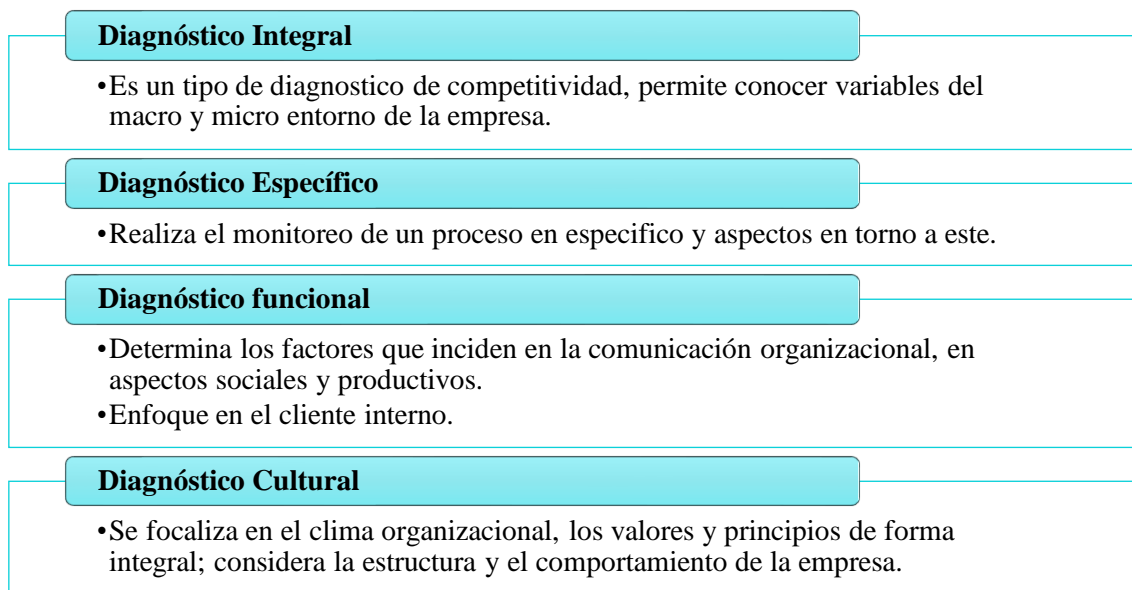 Diagnóstico Integral
•Es un tipo de diagnostico de competitividad, permite conocer variables del
macro y micro entorno de la empresa.
Diagnóstico Específico
•Realiza el monitoreo de un proceso en especifico y aspectos en torno a este.
Diagnóstico funcional
•Determina los factores que inciden en la comunicación organizacional, en
aspectos sociales y productivos.
•Enfoque en el cliente interno.
Diagnóstico Cultural
•Se focaliza en el clima organizacional, los valores y principios de forma
integral; considera la estructura y el comportamiento de la empresa.